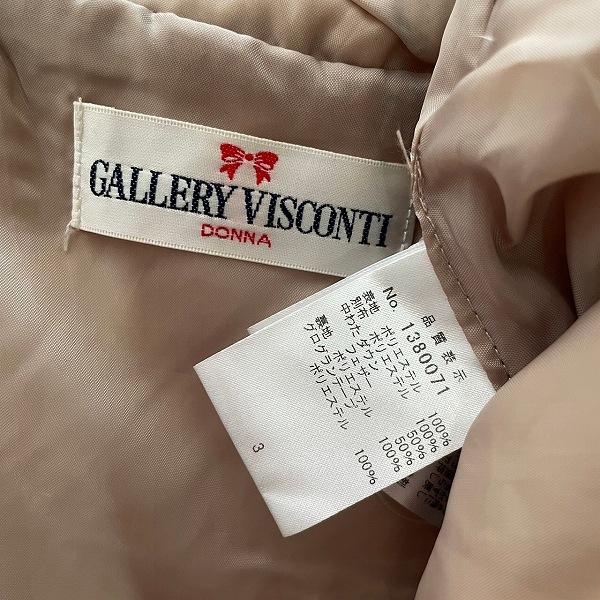 GALLERY VISCONTI
DONNA
品質表示
No. 1380071
表地 ポリエステル 100%
別布 ポリエステル 100%
中わた ダウン 50%
フェザー 50%
裏地 ポリエステル 100%
グログランテープ
ポリエステル 100%
3